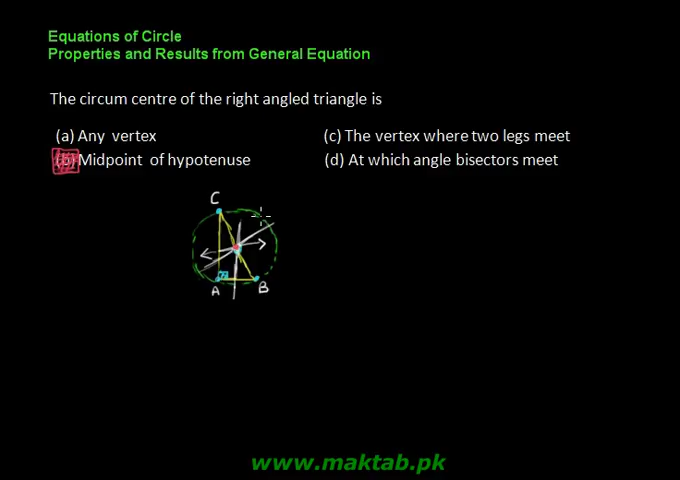 Equations of Circle
Properties and Results from General Equation
The circum centre of the right angled triangle is
(a) Any vertex
(b) Midpoint of hypotenuse
(c) The vertex where two legs meet
(d) At which angle bisectors meet
C
A
B
www.maktab.pk